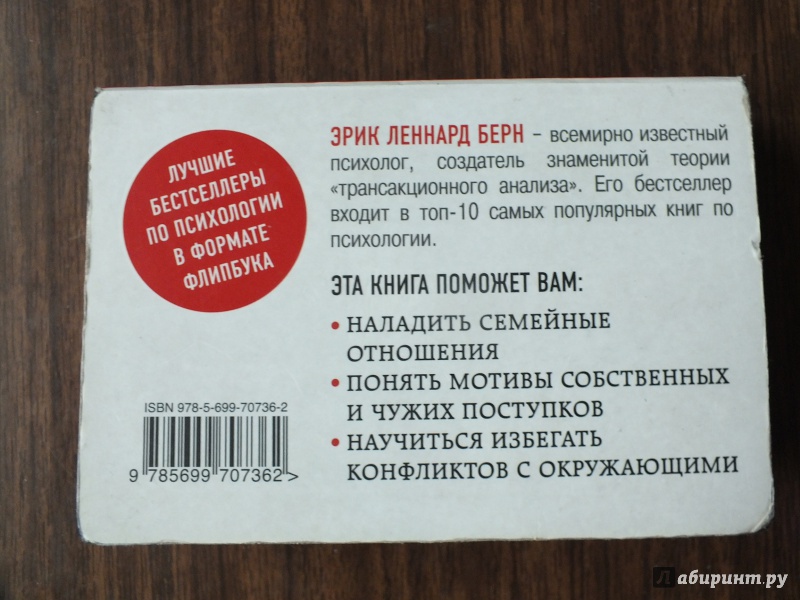 ЛУЧШИЕ
БЕСТСЕЛЛЕРЫ
ПО ПСИХОЛОГИИ
В ФОРМАТЕ
ФЛИПБУКА
ЭРИК ЛЕННАРД БЕРН – всемирно известный
психолог, создатель знаменитой теории
«трансакционного анализа». Его бестселлер
входит в топ-10 самых популярных книг по
психологии.
ЭТА КНИГА ПОМОЖЕТ ВАМ:
• НАЛАДИТЬ СЕМЕЙНЫЕ
ОТНОШЕНИЯ
• ПОНЯТЬ МОТИВЫ СОБСТВЕННЫХ
И ЧУЖИХ ПОСТУПКОВ
• НАУЧИТЬСЯ ИЗБЕГАТЬ
КОНФЛИКТОВ С ОКРУЖАЮЩИМИ
ISBN 978-5-699-70736-2
9 785699 707362 >
Лабиринт.ру